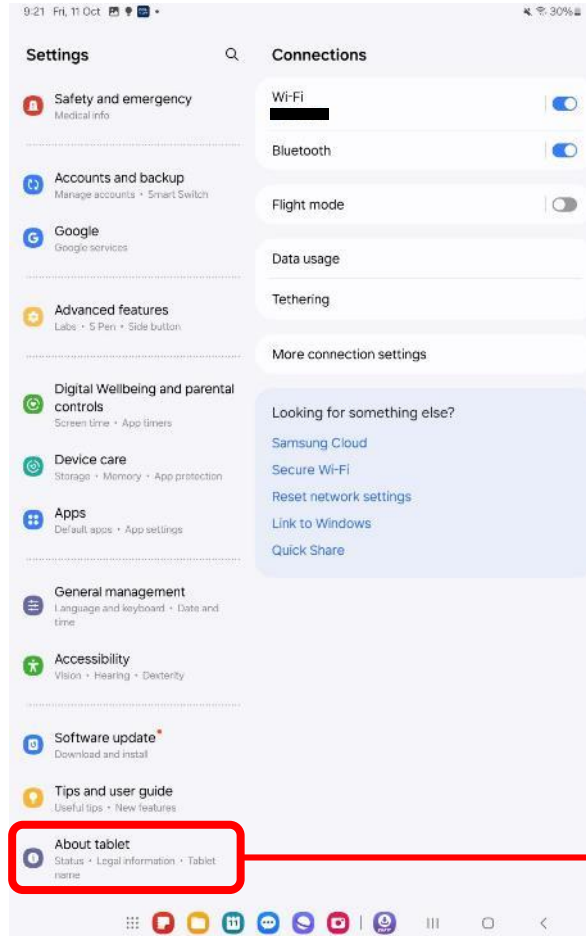 9:21 Fri, 11 Oct
30%
Settings
Safety and emergency
Medical info
Accounts and backup
Manage accounts • Smart Switch
Google
Google services
Advanced features
Labs • S Pen • Side button
Digital Wellbeing and parental
controls
Screen time • App timers
Device care
Storage • Memory • App protection
Apps
Default apps • App settings
General management
Language and keyboard • Date and
time
Accessibility
Vision • Hearing • Dexterity
Software update
Download and install
Tips and user guide
Useful tips • New features
About tablet
Status • Legal information • Tablet
name
Connections
Wi-Fi
Bluetooth
Flight mode
Data usage
Tethering
More connection settings
Looking for something else?
Samsung Cloud
Secure Wi-Fi
Reset network settings
Link to Windows
Quick Share
11